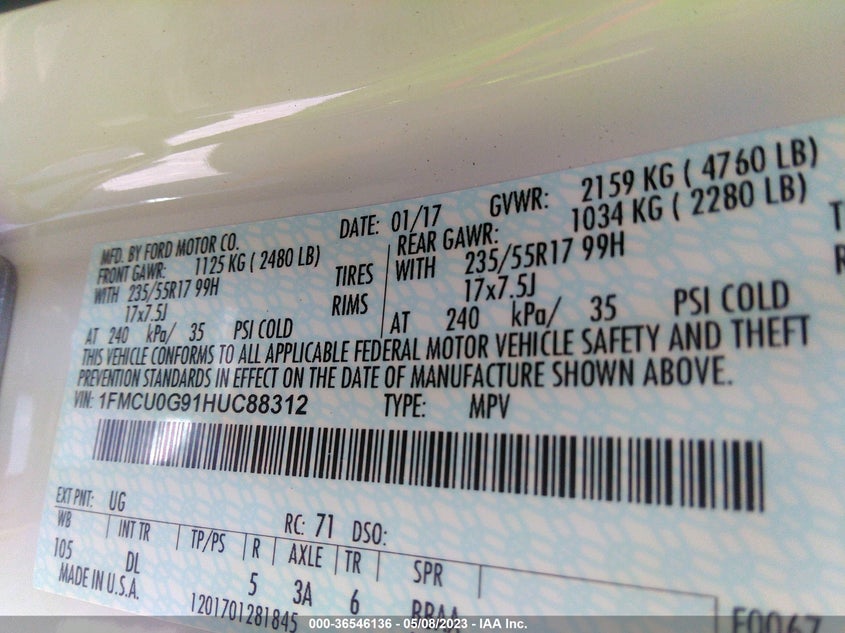 MFD. BY FORD MOTOR CO. DATE: 01/17 GVWR: 2159 KG ( 4760 LB)
FRONT GAWR: 1125 KG ( 2480 LB) REAR GAWR: 1034 KG ( 2280 LB)
WITH 235/55R17 99H TIRES WITH 235/55R17 99H
17x7.5J RIMS 17x7.5J
AT 240 kPa/ 35 PSI COLD AT 240 kPa/ 35 PSI COLD
THIS VEHICLE CONFORMS TO ALL APPLICABLE FEDERAL MOTOR VEHICLE SAFETY AND THEFT
PREVENTION STANDARDS IN EFFECT ON THE DATE OF MANUFACTURE SHOWN ABOVE.
VIN: 1FMCU0G91HUC88312 TYPE: MPV
EXT PNT: UG RC: 71 DSO:
WB INT TR TP/PS R AXLE TR SPR
105 DL 5 3A 6
MADE IN U.S.A. 1201701281845
000-36546136 - 05/08/2023 - IAA Inc.